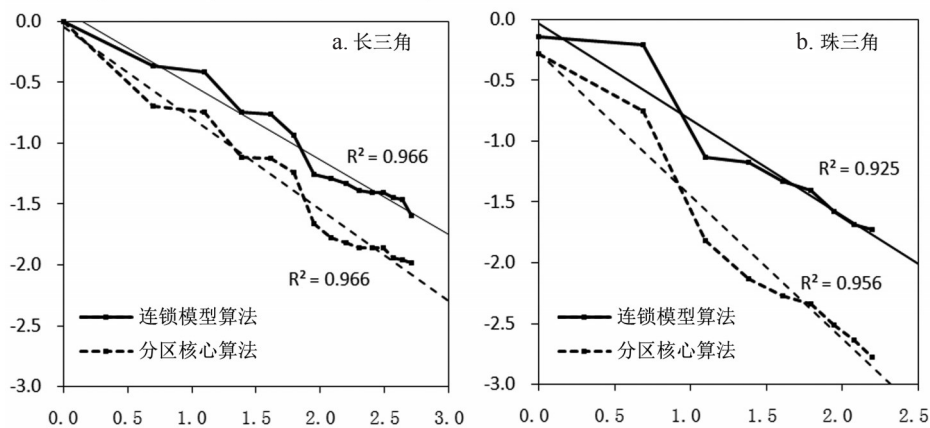 a. 长三角
0.0
-0.5
-1.0
-1.5
-2.0
-2.5
-3.0
R² = 0.966
R² = 0.966
连锁模型算法
分区核心算法
0.0 0.5 1.0 1.5 2.0 2.5 3.0
b. 珠三角
0.0
-0.5
-1.0
-1.5
-2.0
-2.5
-3.0
R² = 0.925
R² = 0.956
连锁模型算法
分区核心算法
0.0 0.5 1.0 1.5 2.0 2.5